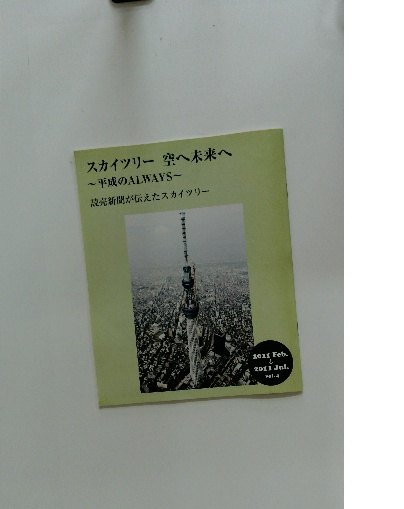 スカイツリー 空へ未来へ
～平成のALWAYS～
読売新聞が伝えたスカイツリー
2011 Feb.
2011 Jul.
vol.4